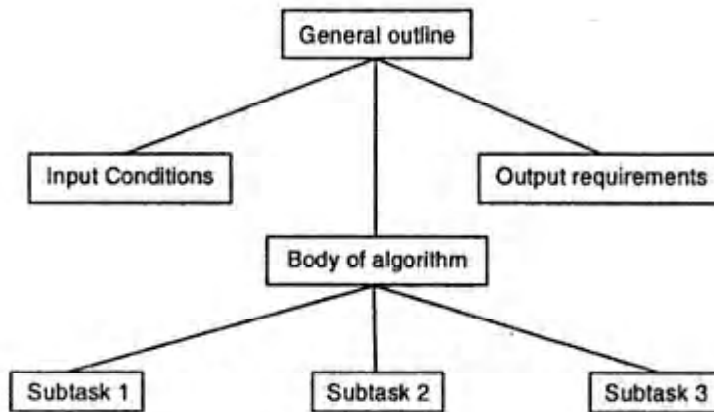 General outline
Input Conditions
Output requirements
Body of algorithm
Subtask 1
Subtask 2
Subtask 3